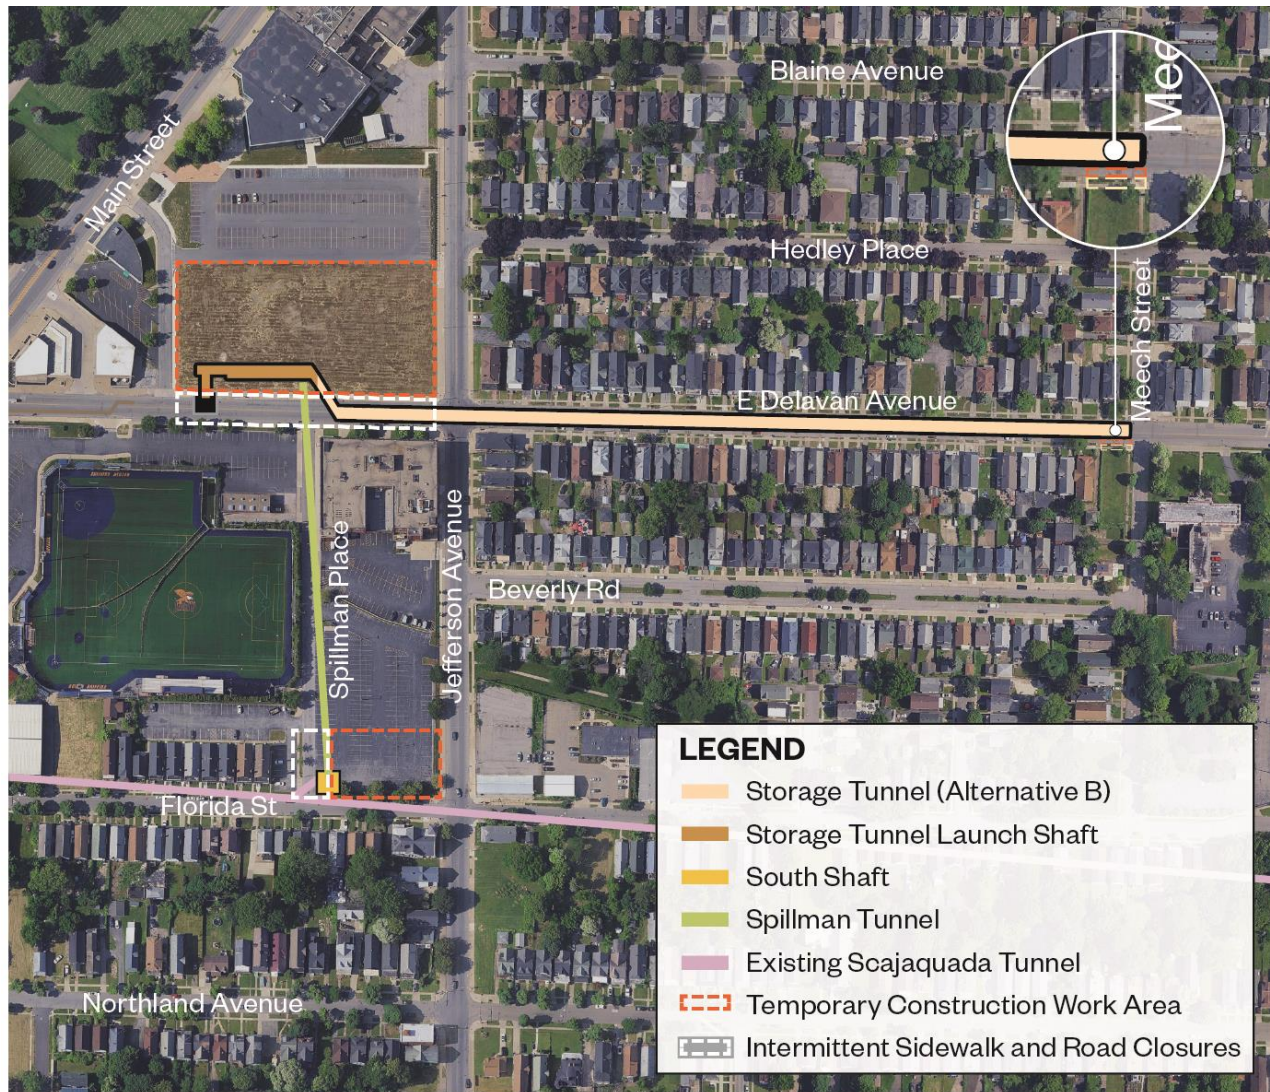 Blaine Avenue
Mee
Main Street
Hedley Place
Meech Street
E Delavan Avenue
Spillman Place
Jefferson Avenue
Beverly Rd
Florida St
Northland Avenue
LEGEND
Storage Tunnel (Alternative B)
Storage Tunnel Launch Shaft
South Shaft
Spillman Tunnel
Existing Scajaquada Tunnel
Temporary Construction Work Area
Intermittent Sidewalk and Road Closures